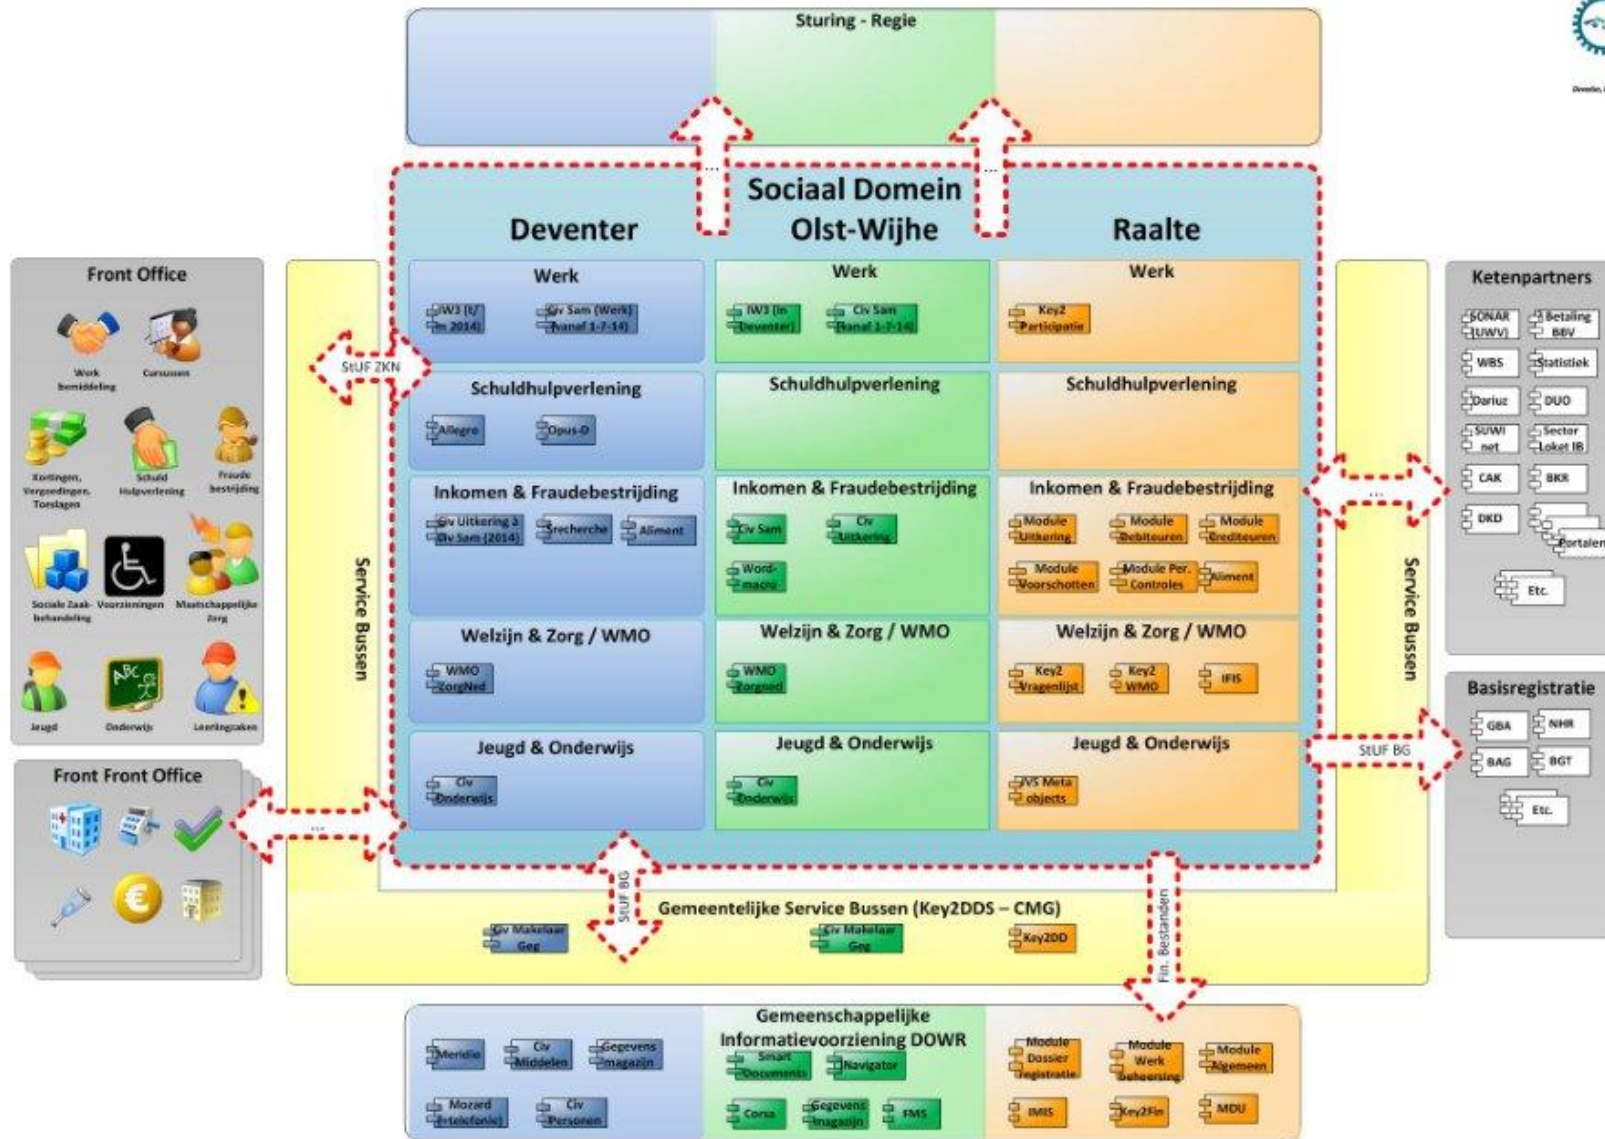 Sturing - Regie
...
...
Sociaal Domein
Deventer
Olst-Wijhe
Raalte
Front Office
Work
bemiddeling
Cursussen
Kortingen,
Vergoedingen,
Toeslagen
Schuld
Hulpverlening
Fraude
bestrijding
Sociale Zaak-
behandeling
Voorzieningen
Maatschappelijke
Zorg
ABC
Jeugd
Onderwijs
Leerlingzaken
Front Front Office
...
Service Bussen
StUF ZKN
Werk
IW3 (t/
m 2014)
Civ Sam (Werk)
(vanaf 1-7-14)
Werk
IW3 (In
Deventer)
Civ Sam
(vanaf 1-7-14)
Werk
Key2
Participatie
Schuldhulpverlening
Allegro
Opus-D
Schuldhulpverlening
Schuldhulpverlening
Inkomen & Fraudebestrijding
Civ Uitkering à
Civ Sam (2014)
Srecherche
Aliment
Inkomen & Fraudebestrijding
Civ Sam
Civ
Uitkering
Word-
macro
Inkomen & Fraudebestrijding
Module
Uitkering
Module
Debiteuren
Module
Crediteuren
Module
Voorschotten
Module Per.
Controles
Aliment
Welzijn & Zorg / WMO
WMO
ZorgNed
Welzijn & Zorg / WMO
WMO
Zorgned
Welzijn & Zorg / WMO
Key2
Vragenlijst
Key2
WMO
IFIS
Jeugd & Onderwijs
Civ
Onderwijs
Jeugd & Onderwijs
Civ
Onderwijs
Jeugd & Onderwijs
JVS Meta
objects
Service Bussen
...
StUF BG
Ketenpartners
SONAR
(UWV)
Betaling
BBV
WBS
Statistiek
Dariuz
DUO
SUWI
net
Sector
Loket IB
CAK
BKR
DKD
Portalen
Etc.
Basisregistratie
GBA
NHR
BAG
BGT
Etc.
StUF BG
Fin. Bestanden
Gemeentelijke Service Bussen (Key2DDS – CMG)
Civ Makelaar
Geg
Civ Makelaar
Geg
Key2DD
Gemeenschappelijke
Informatievoorziening DOWR
Meridio
Civ
Middelen
Gegevens
magazijn
Mozard
(+telefonie)
Civ
Personen
Smart
Documents
Navigator
Corsa
Gegevens
magazijn
FMS
Module
Dossier
registratie
Module
Werk
beheersing
Module
Algemeen
IMIS
Key2Fin
MDU